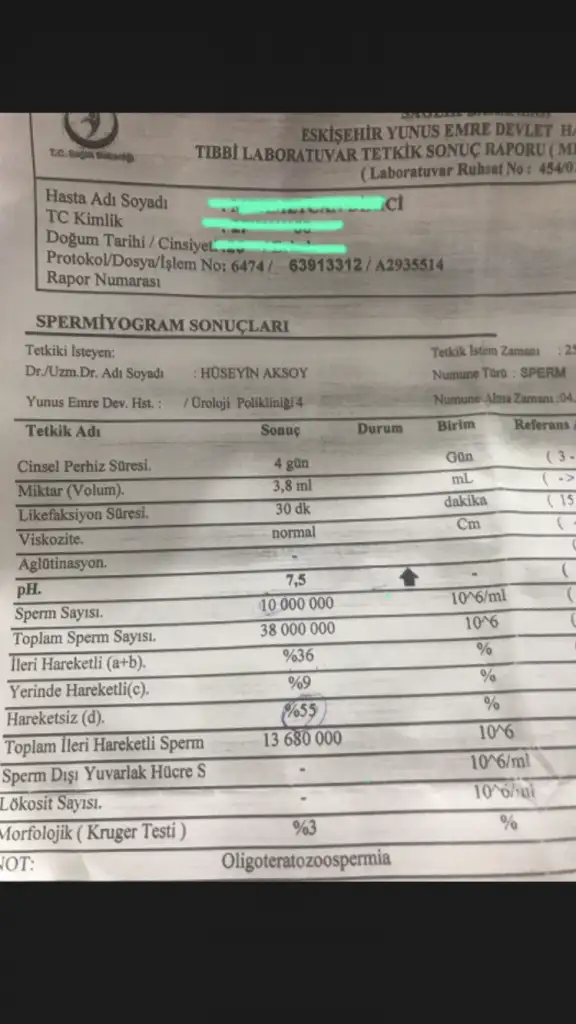 ESKİŞEHİR YUNUS EMRE DEVLET
T.C. Sağlık Bakanlığı
TIBBİ LABORATUVAR TETKİK SONUÇ RAPORU
( Laboratuvar Ruhsat No : 454/0
Hasta Adı Soyadı
TC Kimlik
Doğum Tarihi / Cinsiyet
Protokol/Dosya/İşlem No: 6474 / 63913312 / A2935514
Rapor Numarası
SPERMİYOGRAM SONUÇLARI
Tetkiki İsteyen: Tetkik İstem Zamanı
Dr./Uzm.Dr. Adı Soyadı : HÜSEYİN AKSOY Numune Türü : SPERM
Yunus Emre Dev. Hst. : / Üroloji Polikliniği 4 Numune Alma Zamanı :04.
Tetkik Adı Sonuç Durum Birim Referans
Cinsel Perhiz Süresi. 4 gün Gün ( 3 -
Miktar (Volum). 3,8 ml mL ( ->
Likefaksiyon Süresi. 30 dk dakika ( 15
Viskozite. normal Cm ( -
Aglütinasyon. - (
pH. 7,5 - (
Sperm Sayısı. 10 000 000 10^6/ml (
Toplam Sperm Sayısı. 38 000 000 10^6 (
İleri Hareketli (a+b). %36 %
Yerinde Hareketli(c). %9 %
Hareketsiz (d). %55 %
Toplam İleri Hareketli Sperm 13 680 000 10^6
Sperm Dışı Yuvarlak Hücre S - 10^6/ml
Lökosit Sayısı. - 10^6/ml
Morfolojik ( Kruger Testi ) %3 %
NOT: Oligoteratozoospermia